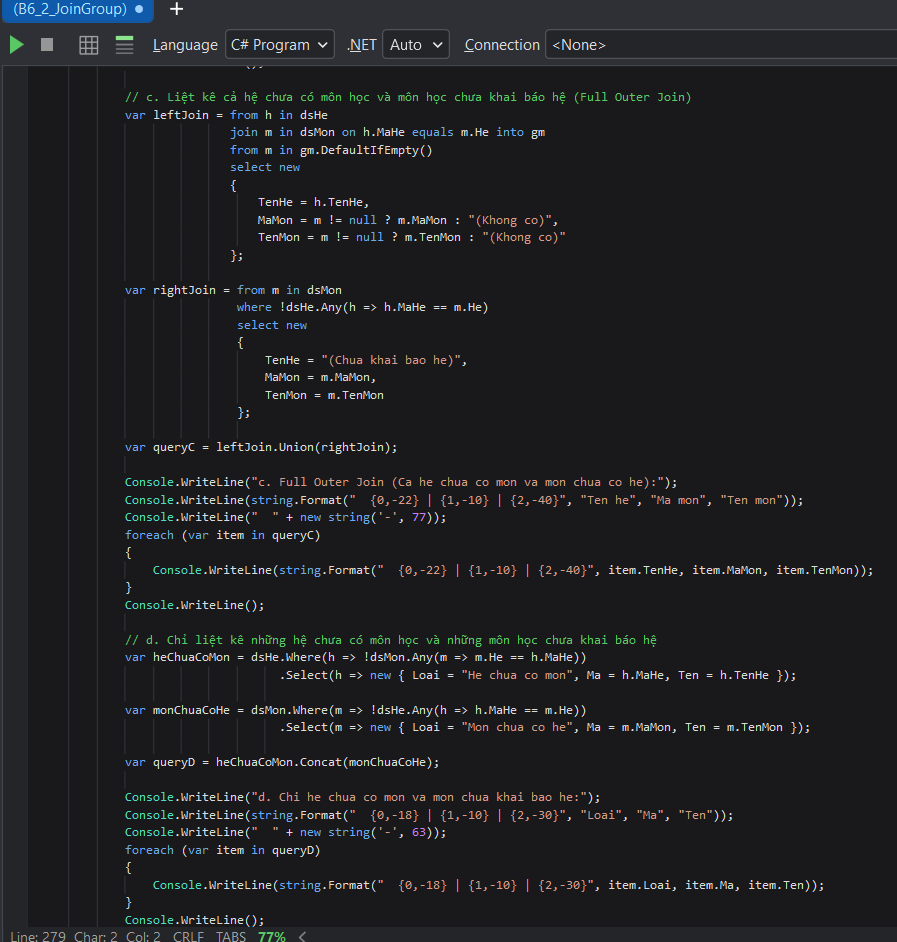 (B6_2_JoinGroup)
Language C# Program .NET Auto Connection <None>
// c. Liệt kê cả hệ chưa có môn học và môn học chưa khai báo hệ (Full Outer Join)
var leftJoin = from h in dsHe
join m in dsMon on h.MaHe equals m.He into gm
from m in gm.DefaultIfEmpty()
select new
{
TenHe = h.TenHe,
MaMon = m != null ? m.MaMon : "(Khong co)",
TenMon = m != null ? m.TenMon : "(Khong co)"
};
var rightJoin = from m in dsMon
where !dsHe.Any(h => h.MaHe == m.He)
select new
{
TenHe = "(Chua khai bao he)",
MaMon = m.MaMon,
TenMon = m.TenMon
};
var queryC = leftJoin.Union(rightJoin);
Console.WriteLine("c. Full Outer Join (Ca he chua co mon va mon chua co he):");
Console.WriteLine(string.Format("  {0,-22} | {1,-10} | {2,-40}", "Ten he", "Ma mon", "Ten mon"));
Console.WriteLine("  " + new string('-', 77));
foreach (var item in queryC)
{
Console.WriteLine(string.Format("  {0,-22} | {1,-10} | {2,-40}", item.TenHe, item.MaMon, item.TenMon));
}
Console.WriteLine();
// d. Chỉ liệt kê những hệ chưa có môn học và những môn học chưa khai báo hệ
var heChuaCoMon = dsHe.Where(h => !dsMon.Any(m => m.He == h.MaHe))
.Select(h => new { Loai = "He chua co mon", Ma = h.MaHe, Ten = h.TenHe });
var monChuaCoHe = dsMon.Where(m => !dsHe.Any(h => h.MaHe == m.He))
.Select(m => new { Loai = "Mon chua co he", Ma = m.MaMon, Ten = m.TenMon });
var queryD = heChuaCoMon.Concat(monChuaCoHe);
Console.WriteLine("d. Chi he chua co mon va mon chua khai bao he:");
Console.WriteLine(string.Format("  {0,-18} | {1,-10} | {2,-30}", "Loai", "Ma", "Ten"));
Console.WriteLine("  " + new string('-', 63));
foreach (var item in queryD)
{
Console.WriteLine(string.Format("  {0,-18} | {1,-10} | {2,-30}", item.Loai, item.Ma, item.Ten));
}
Console.WriteLine();
Line: 279 Char: 2 Col: 2 CRLF TABS 77%